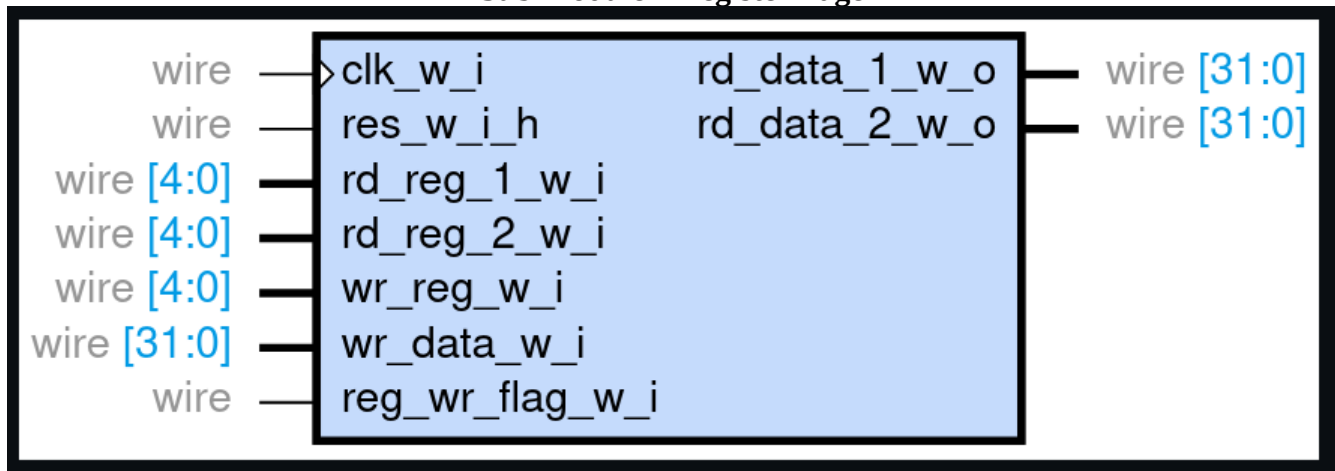 wire clk_w_i rd_data_1_w_o wire [31:0]
wire res_w_i_h rd_data_2_w_o wire [31:0]
wire [4:0] rd_reg_1_w_i
wire [4:0] rd_reg_2_w_i
wire [4:0] wr_reg_w_i
wire [31:0] wr_data_w_i
wire reg_wr_flag_w_i